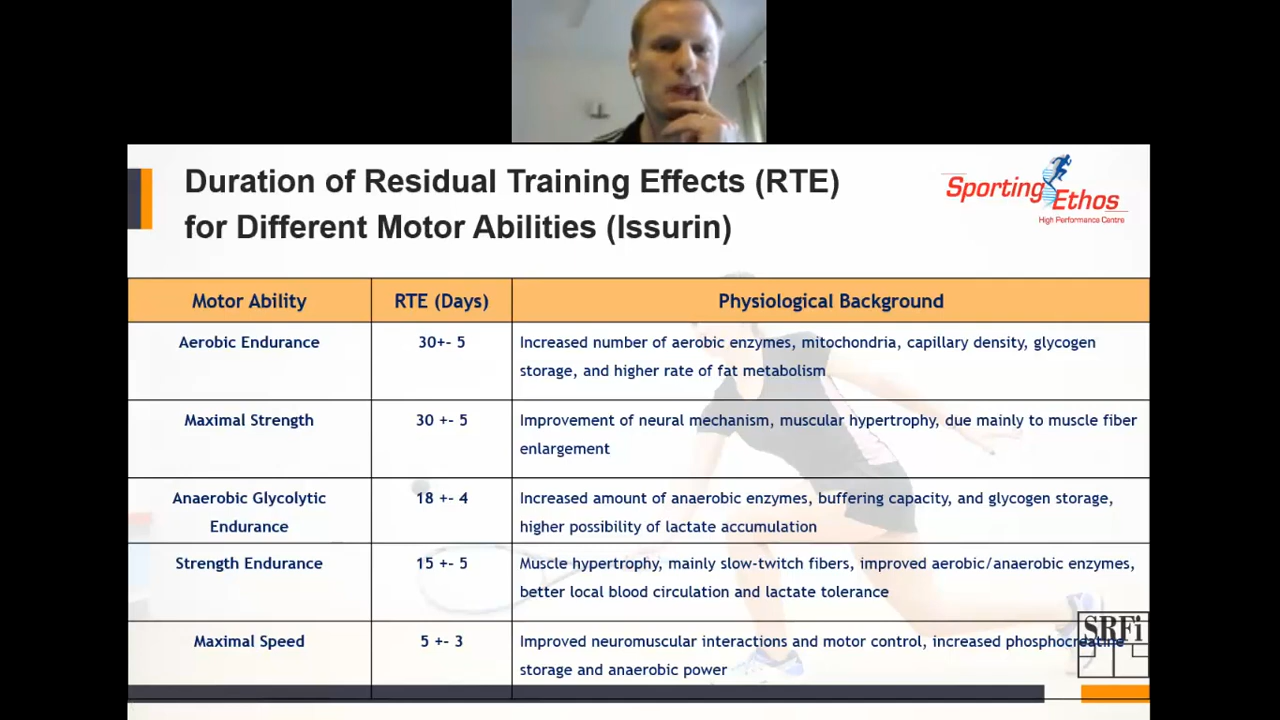 Duration of Residual Training Effects (RTE)
for Different Motor Abilities (Issurin)
Sporting Ethos
High Performance Centre
Motor Ability RTE (Days) Physiological Background
Aerobic Endurance 30+- 5 Increased number of aerobic enzymes, mitochondria, capillary density, glycogen
storage, and higher rate of fat metabolism
Maximal Strength 30 +- 5 Improvement of neural mechanism, muscular hypertrophy, due mainly to muscle fiber
enlargement
Anaerobic Glycolytic 18 +- 4 Increased amount of anaerobic enzymes, buffering capacity, and glycogen storage,
Endurance higher possibility of lactate accumulation
Strength Endurance 15 +- 5 Muscle hypertrophy, mainly slow-twitch fibers, improved aerobic/anaerobic enzymes,
better local blood circulation and lactate tolerance
Maximal Speed 5 +- 3 Improved neuromuscular interactions and motor control, increased phosphocreatine
storage and anaerobic power
SRFi